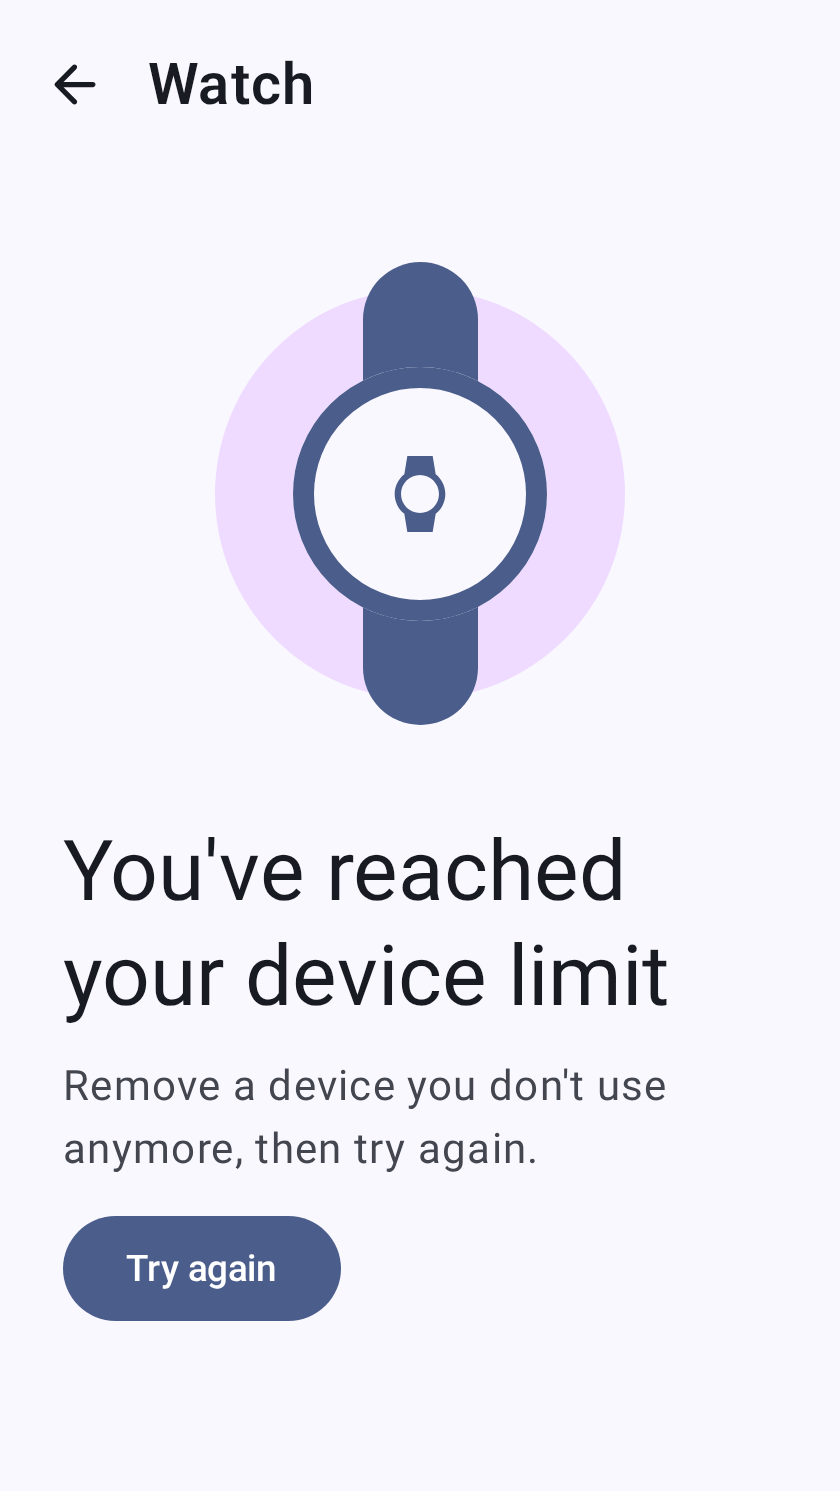 Watch
You've reached
your device limit
Remove a device you don't use
anymore, then try again.
Try again